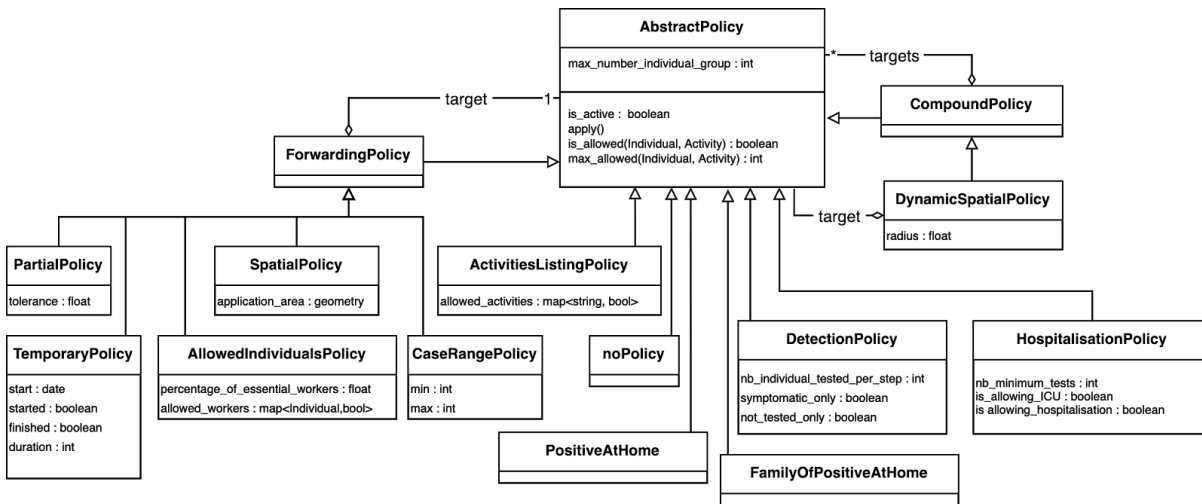 AbstractPolicy
max_number_individual_group : int
is_active : boolean
apply()
is_allowed(Individual, Activity) : boolean
max_allowed(Individual, Activity) : int
* targets
target 1
CompoundPolicy
ForwardingPolicy
DynamicSpatialPolicy
radius : float
target
PartialPolicy
tolerance : float
SpatialPolicy
application_area : geometry
ActivitiesListingPolicy
allowed_activities : map<string, bool>
TemporaryPolicy
start : date
started : boolean
finished : boolean
duration : int
AllowedIndividualsPolicy
percentage_of_essential_workers : float
allowed_workers : map<Individual,bool>
CaseRangePolicy
min : int
max : int
noPolicy
DetectionPolicy
nb_individual_tested_per_step : int
symptomatic_only : boolean
not_tested_only : boolean
HospitalisationPolicy
nb_minimum_tests : int
is_allowing_ICU : boolean
is allowing_hospitalisation : boolean
PositiveAtHome
FamilyOfPositiveAtHome